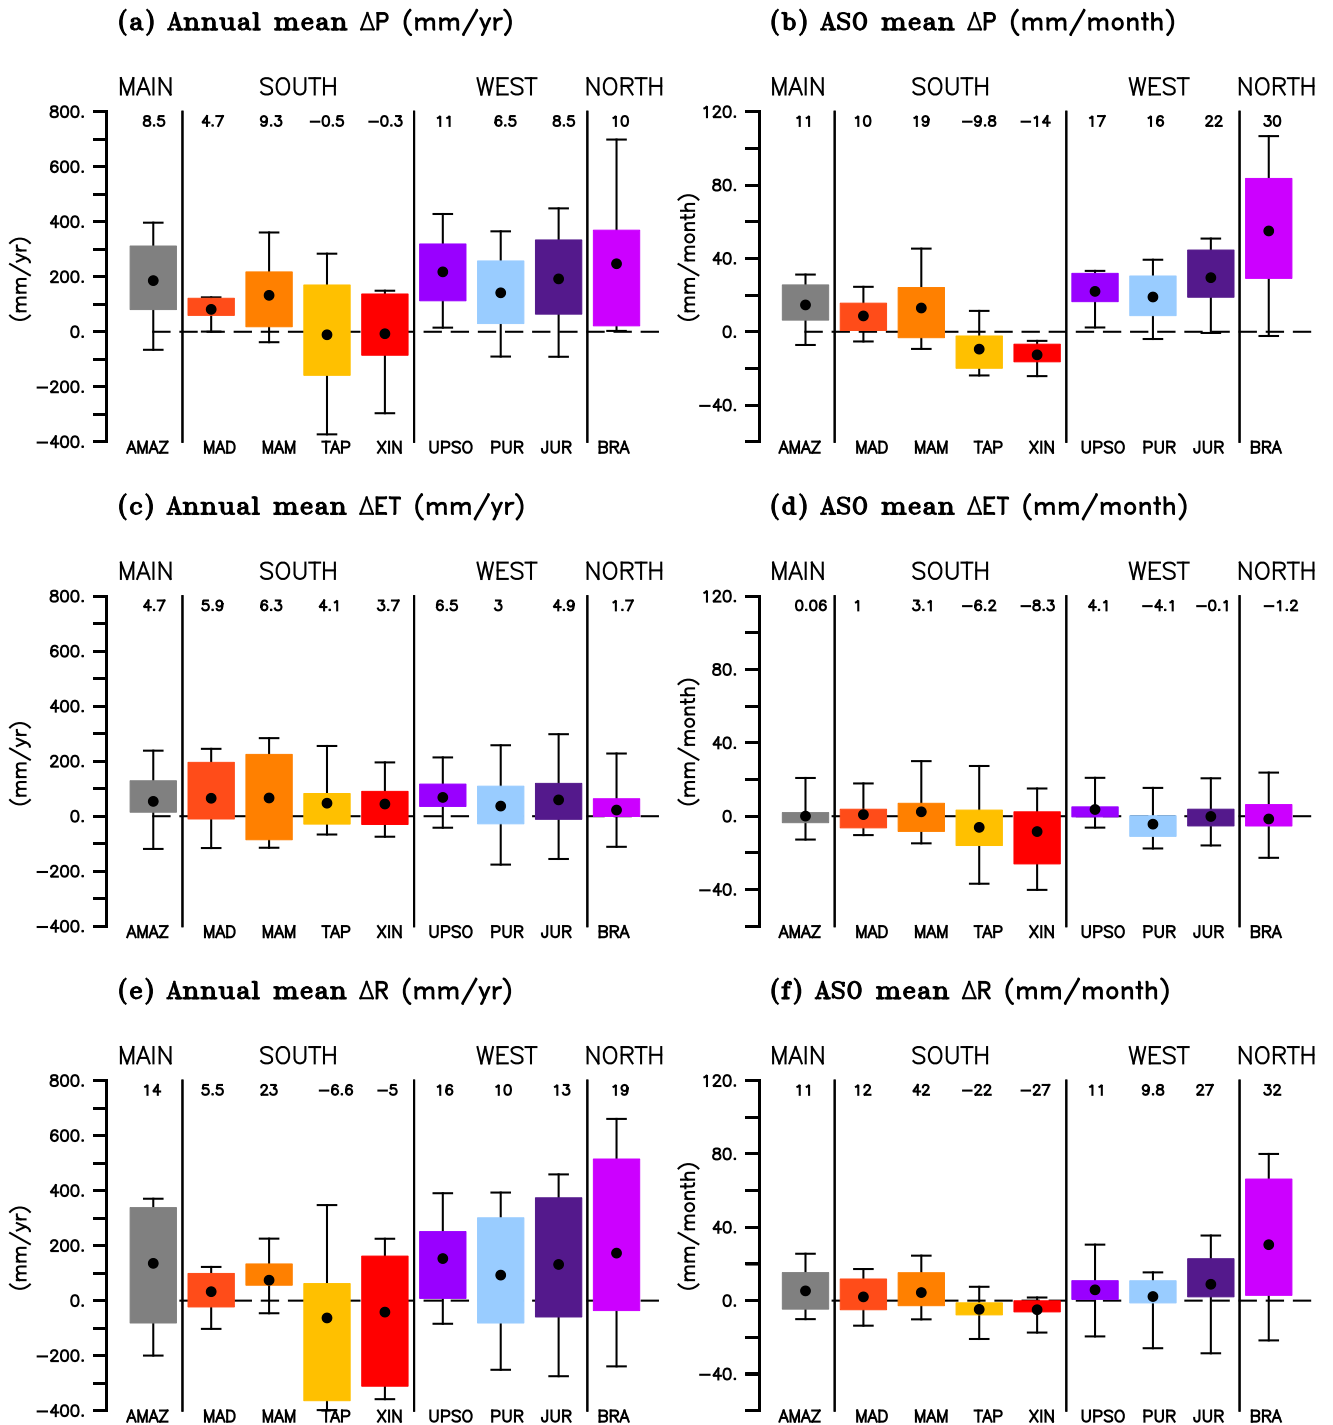 (a) Annual mean ΔP (mm/yr)
MAIN SOUTH WEST NORTH
8.5 4.7 9.3 −0.5 −0.3 11 6.5 8.5 10
800.
600.
400.
200.
0.
−200.
−400.
(mm/yr)
AMAZ MAD MAM TAP XIN UPSO PUR JUR BRA
(b) ASO mean ΔP (mm/month)
MAIN SOUTH WEST NORTH
11 10 19 −9.8 −14 17 16 22 30
120.
80.
40.
0.
−40.
(mm/month)
AMAZ MAD MAM TAP XIN UPSO PUR JUR BRA
(c) Annual mean ΔET (mm/yr)
MAIN SOUTH WEST NORTH
4.7 5.9 6.3 4.1 3.7 6.5 3 4.9 1.7
800.
600.
400.
200.
0.
−200.
−400.
(mm/yr)
AMAZ MAD MAM TAP XIN UPSO PUR JUR BRA
(d) ASO mean ΔET (mm/month)
MAIN SOUTH WEST NORTH
0.06 1 3.1 −6.2 −8.3 4.1 −4.1 −0.1 −1.2
120.
80.
40.
0.
−40.
(mm/month)
AMAZ MAD MAM TAP XIN UPSO PUR JUR BRA
(e) Annual mean ΔR (mm/yr)
MAIN SOUTH WEST NORTH
14 5.5 23 −6.6 −5 16 10 13 19
800.
600.
400.
200.
0.
−200.
−400.
(mm/yr)
AMAZ MAD MAM TAP XIN UPSO PUR JUR BRA
(f) ASO mean ΔR (mm/month)
MAIN SOUTH WEST NORTH
11 12 42 −22 −27 11 9.8 27 32
120.
80.
40.
0.
−40.
(mm/month)
AMAZ MAD MAM TAP XIN UPSO PUR JUR BRA